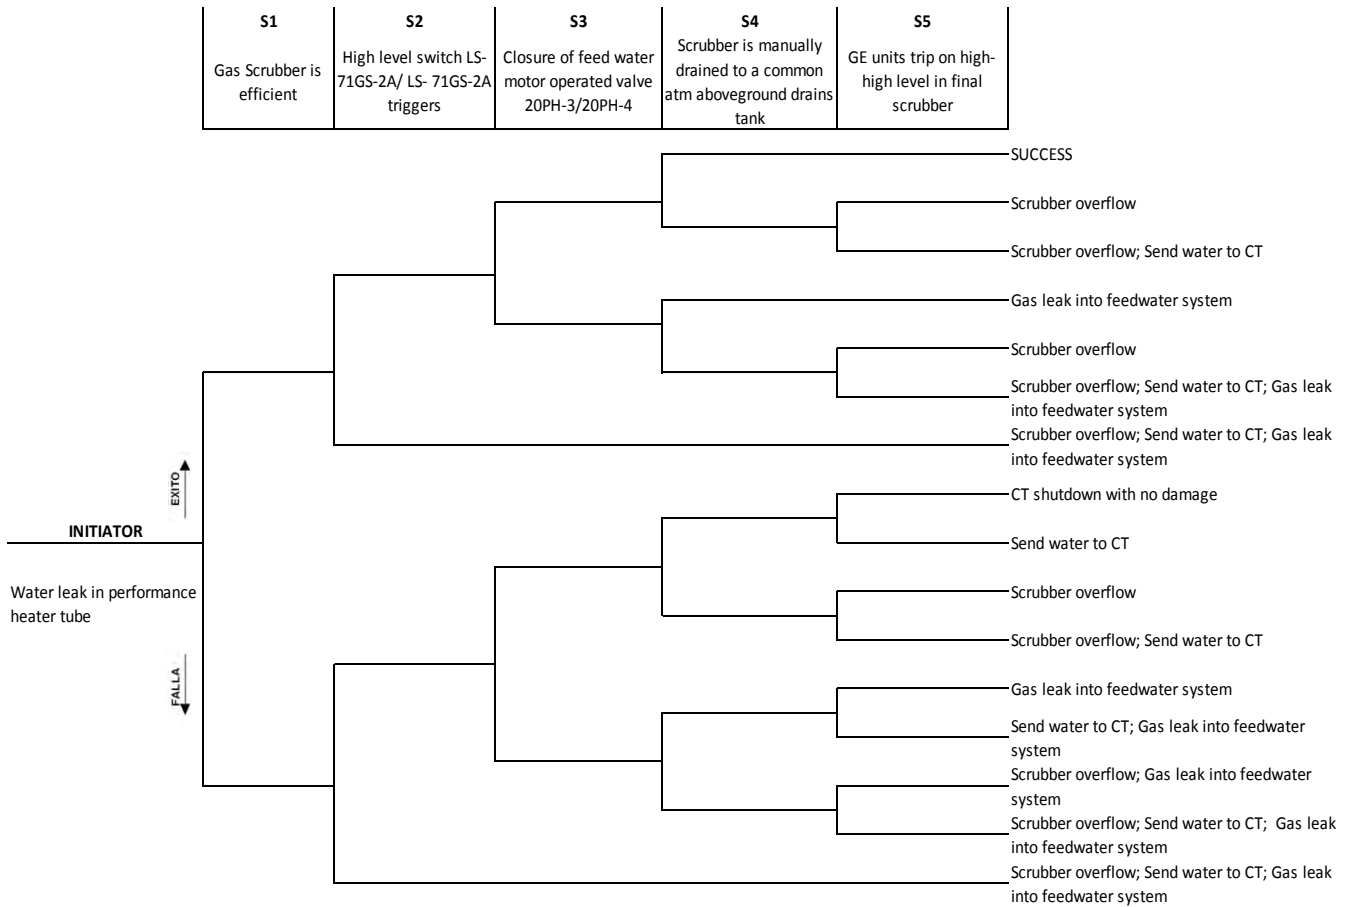 S1
Gas Scrubber is
efficient
S2
High level switch LS-
71GS-2A/ LS- 71GS-2A
triggers
S3
Closure of feed water
motor operated valve
20PH-3/20PH-4
S4
Scrubber is manually
drained to a common
atm aboveground drains
tank
S5
GE units trip on high-
high level in final
scrubber
SUCCESS
Scrubber overflow
Scrubber overflow; Send water to CT
Gas leak into feedwater system
Scrubber overflow
Scrubber overflow; Send water to CT; Gas leak
into feedwater system
Scrubber overflow; Send water to CT; Gas leak
into feedwater system
EXITO
CT shutdown with no damage
INITIATOR
Send water to CT
Water leak in performance
heater tube
Scrubber overflow
Scrubber overflow; Send water to CT
FALLA
Gas leak into feedwater system
Send water to CT; Gas leak into feedwater
system
Scrubber overflow; Gas leak into feedwater
system
Scrubber overflow; Send water to CT;  Gas leak
into feedwater system
Scrubber overflow; Send water to CT; Gas leak
into feedwater system